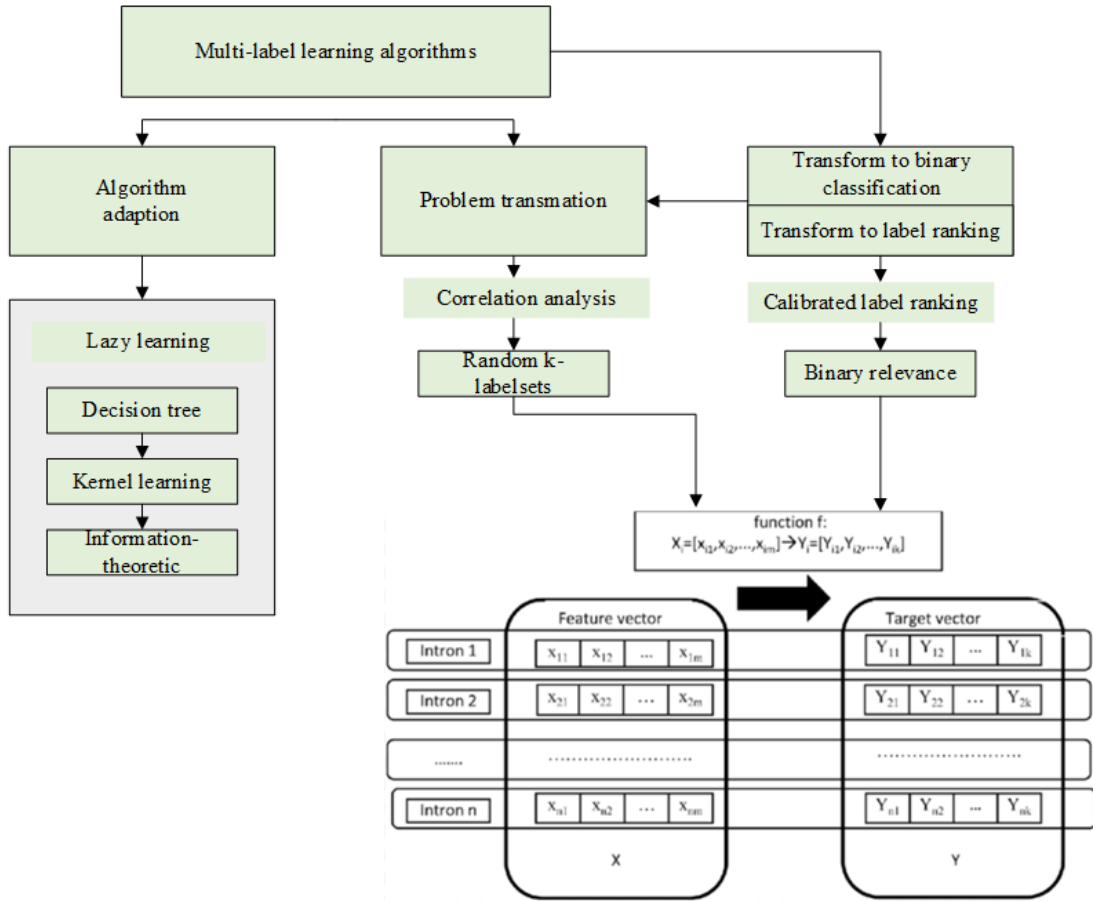 Multi-label learning algorithms
Algorithm
adaption
Problem transmation
Transform to binary
classification
Transform to label ranking
Correlation analysis
Calibrated label ranking
Lazy learning
Random k-
labelsets
Binary relevance
Decision tree
Kernel learning
Information-
theoretic
function f:
Xᵢ=[xᵢ₁,xᵢ₂,...,xᵢₘ]→Yᵢ=[Yᵢ₁,Yᵢ₂,...,Yᵢₖ]
Feature vector
Target vector
Intron 1 x₁₁ x₁₂ ... x₁ₘ Y₁₁ Y₁₂ ... Y₁ₖ
Intron 2 x₂₁ x₂₂ ... x₂ₘ Y₂₁ Y₂₂ ... Y₂ₖ
....... ........................ ........................
Intron n xₙ₁ xₙ₂ ... xₙₘ Yₙ₁ Yₙ₂ ... Yₙₖ
X Y